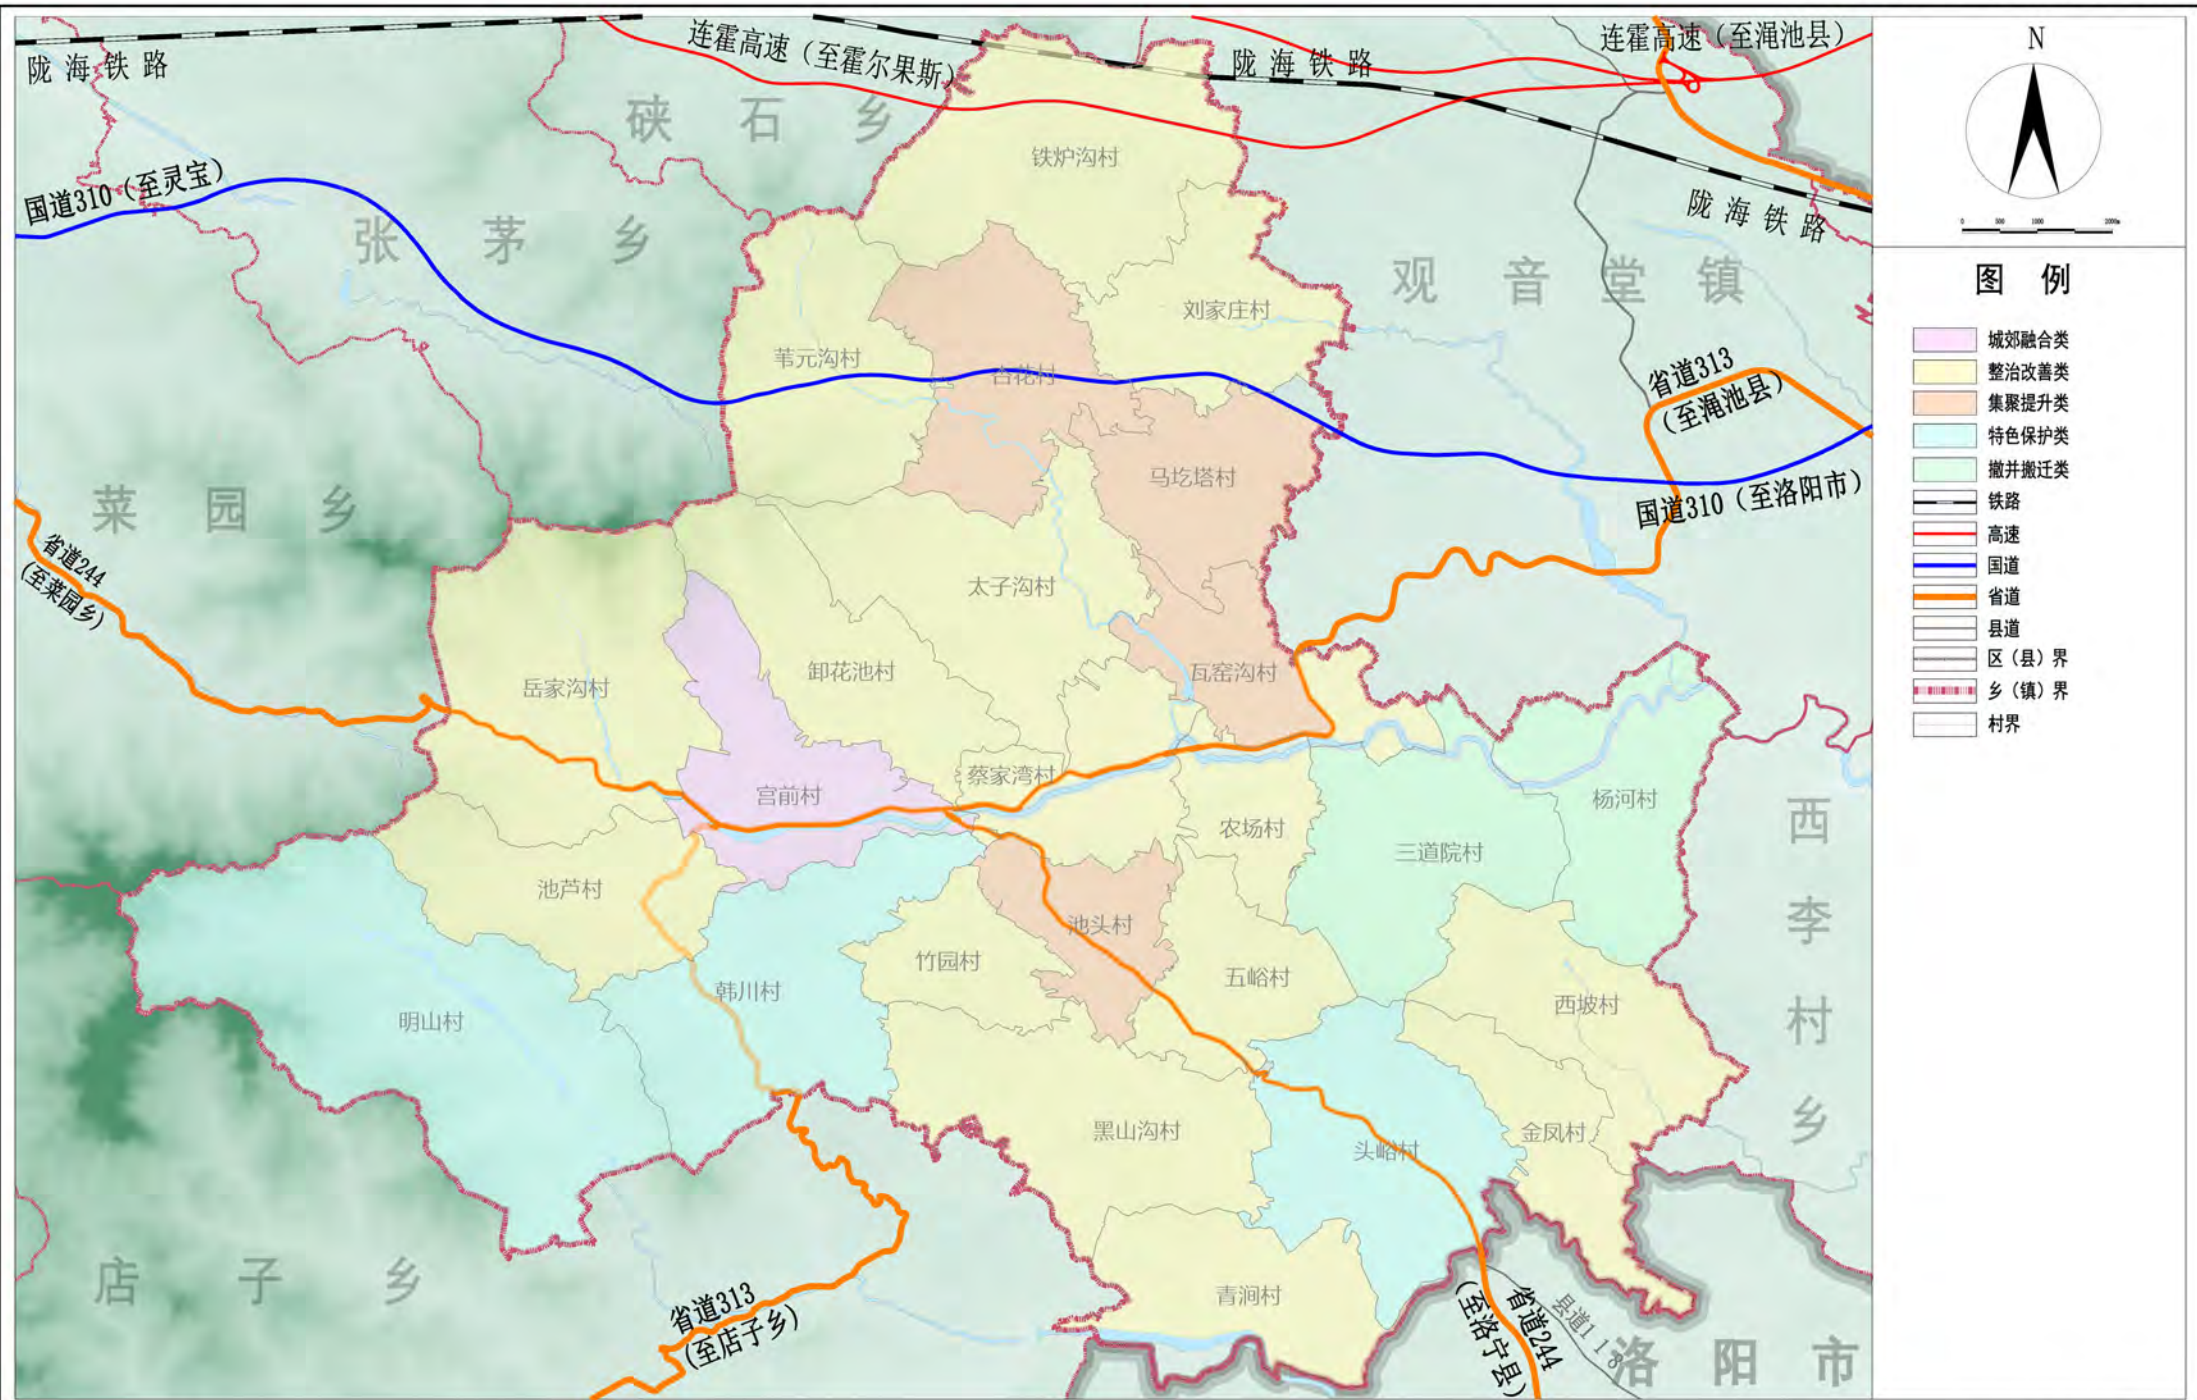 陇海铁路
连霍高速（至霍尔果斯）
陇海铁路
连霍高速（至渑池县）
硖石乡
铁炉沟村
国道310（至灵宝）
张茅乡
陇海铁路
观音堂镇
刘家庄村
苇元沟村
杏花村
省道313
（至渑池县）
马圪塔村
国道310（至洛阳市）
菜园乡
省道244
（至菜园乡）
太子沟村
卸花池村
瓦窑沟村
岳家沟村
蔡家湾村
宫前村
杨河村
农场村
三道院村
西李村乡
池芦村
池头村
竹园村
五峪村
韩川村
西坡村
明山村
黑山沟村
金凤村
头峪村
店子乡
青涧村
省道313
（至店子乡）
省道244
（至洛宁县）
县道118
洛阳市
N
0 500 1000 2000m
图例
城郊融合类
整治改善类
集聚提升类
特色保护类
撤并搬迁类
铁路
高速
国道
省道
县道
区（县）界
乡（镇）界
村界